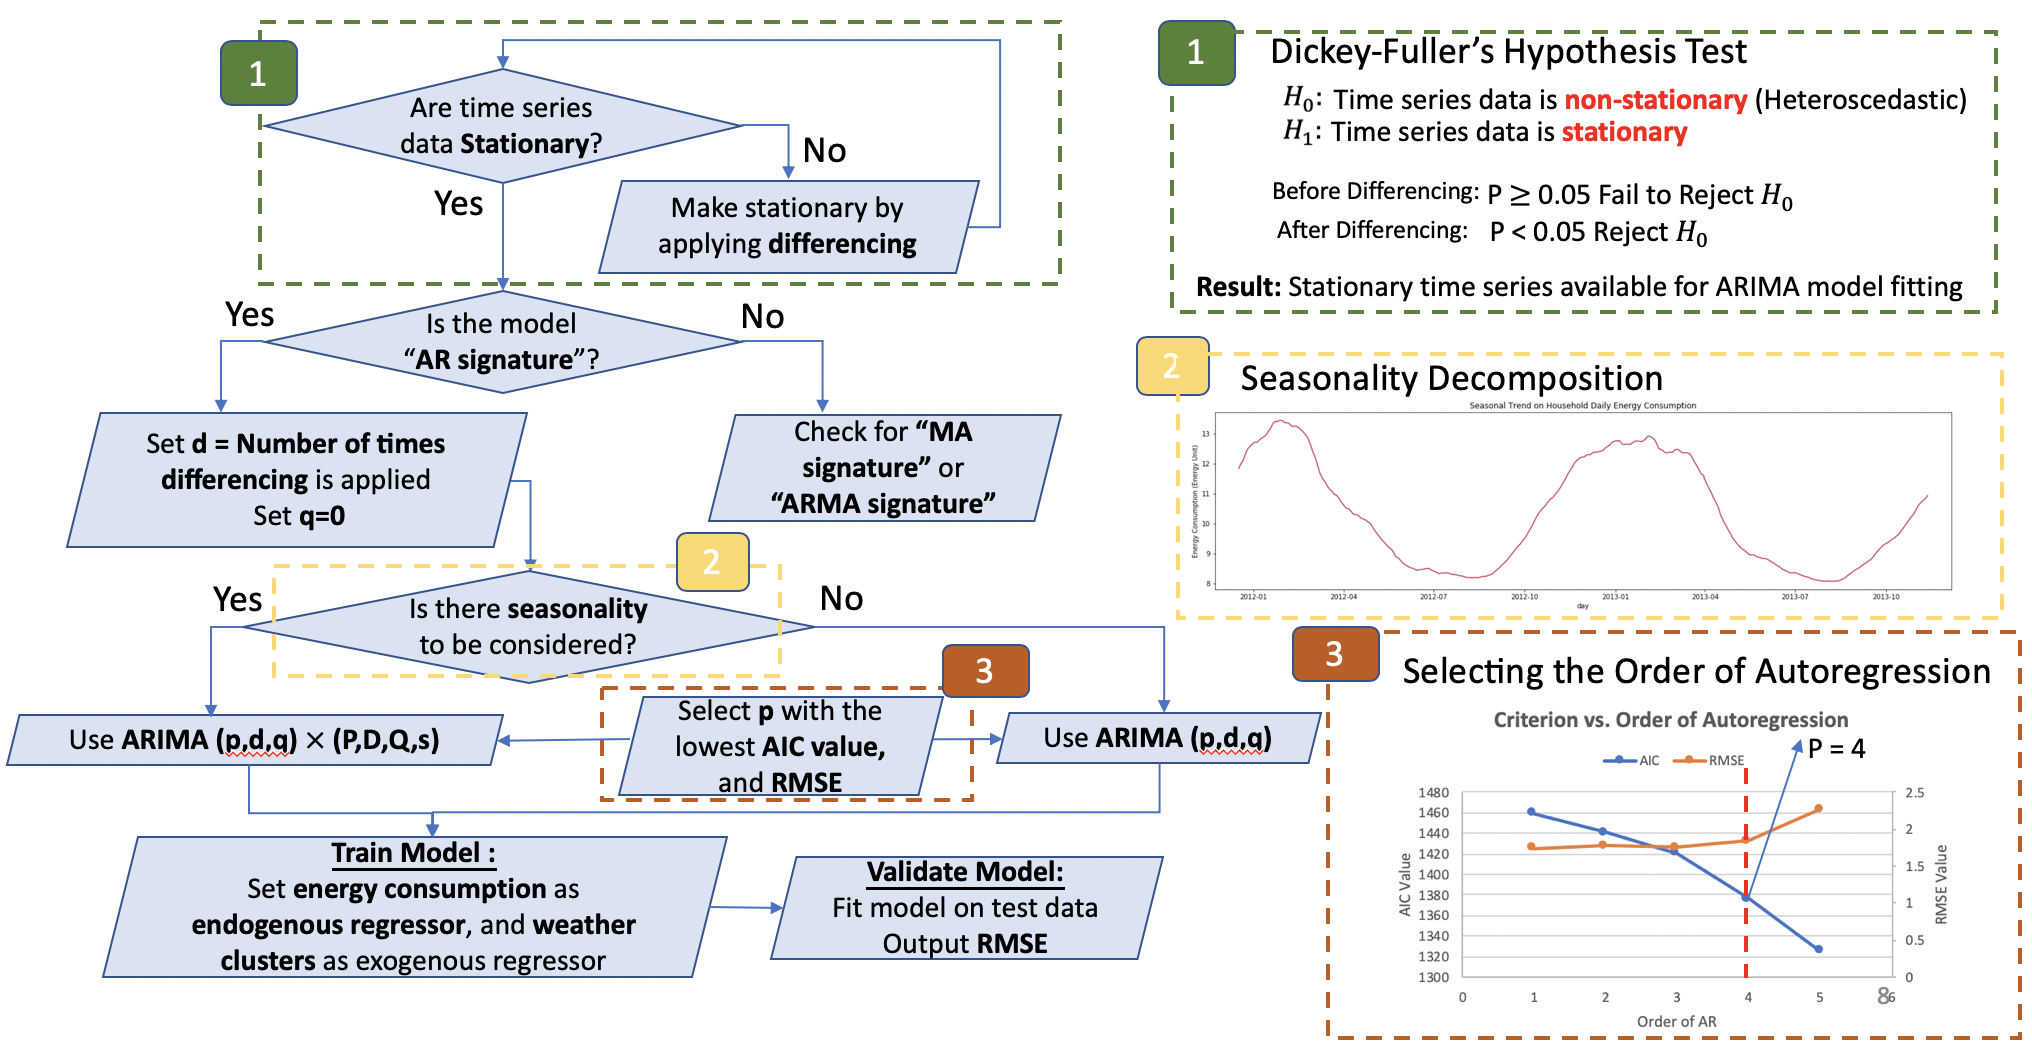 1
Are time series
data Stationary?
No
Yes
Make stationary by
applying differencing
Yes
Is the model
“AR signature”?
No
Set d = Number of times
differencing is applied
Set q=0
Check for “MA
signature” or
“ARMA signature”
2
Yes
Is there seasonality
to be considered?
No
3
Use ARIMA (p,d,q) × (P,D,Q,s)
Select p with the
lowest AIC value,
and RMSE
Use ARIMA (p,d,q)
Train Model :
Set energy consumption as
endogenous regressor, and weather
clusters as exogenous regressor
Validate Model:
Fit model on test data
Output RMSE
1
Dickey-Fuller’s Hypothesis Test
H₀: Time series data is non-stationary (Heteroscedastic)
H₁: Time series data is stationary
Before Differencing: P ≥ 0.05 Fail to Reject H₀
After Differencing: P < 0.05 Reject H₀
Result: Stationary time series available for ARIMA model fitting
2
Seasonality Decomposition
Seasonal Trend on Household Daily Energy Consumption
Energy Consumption (Energy Unit)
13
12
11
10
9
8
2012-01 2012-04 2012-07 2012-10 2013-01 2013-04 2013-07 2013-10
day
3
Selecting the Order of Autoregression
Criterion vs. Order of Autoregression
P = 4
AIC RMSE
AIC Value
1480
1460
1440
1420
1400
1380
1360
1340
1320
1300
2.5
2
1.5
1
0.5
0
RMSE Value
0 1 2 3 4 5 6
Order of AR
8